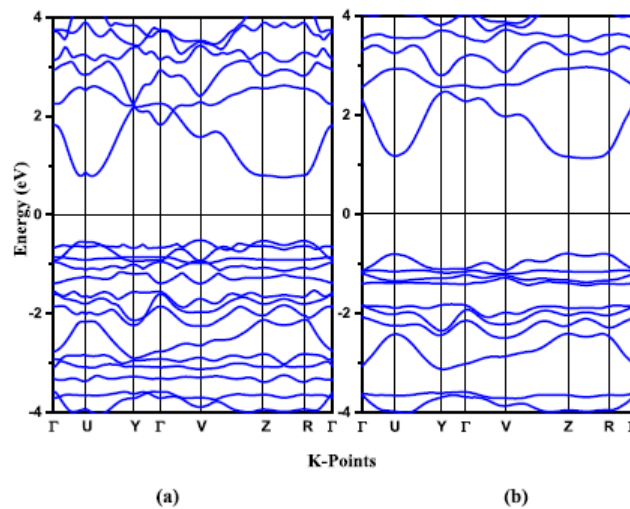 4 4
2 2
Energy (eV)
0 0
-2 -2
-4 -4
Γ U Y Γ V Z R Γ Γ U Y Γ V Z R Γ
K-Points
(a) (b)